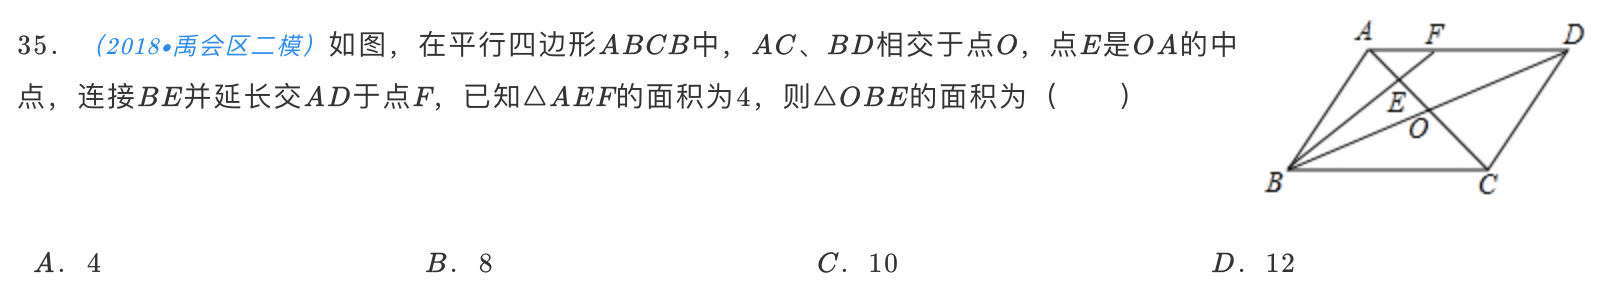 35. （2018•禹会区二模）如图，在平行四边形ABCB中，AC、BD相交于点O，点E是OA的中
点，连接BE并延长交AD于点F，已知△AEF的面积为4，则△OBE的面积为（　　）
A F D
E
O
B C
A. 4 B. 8 C. 10 D. 12